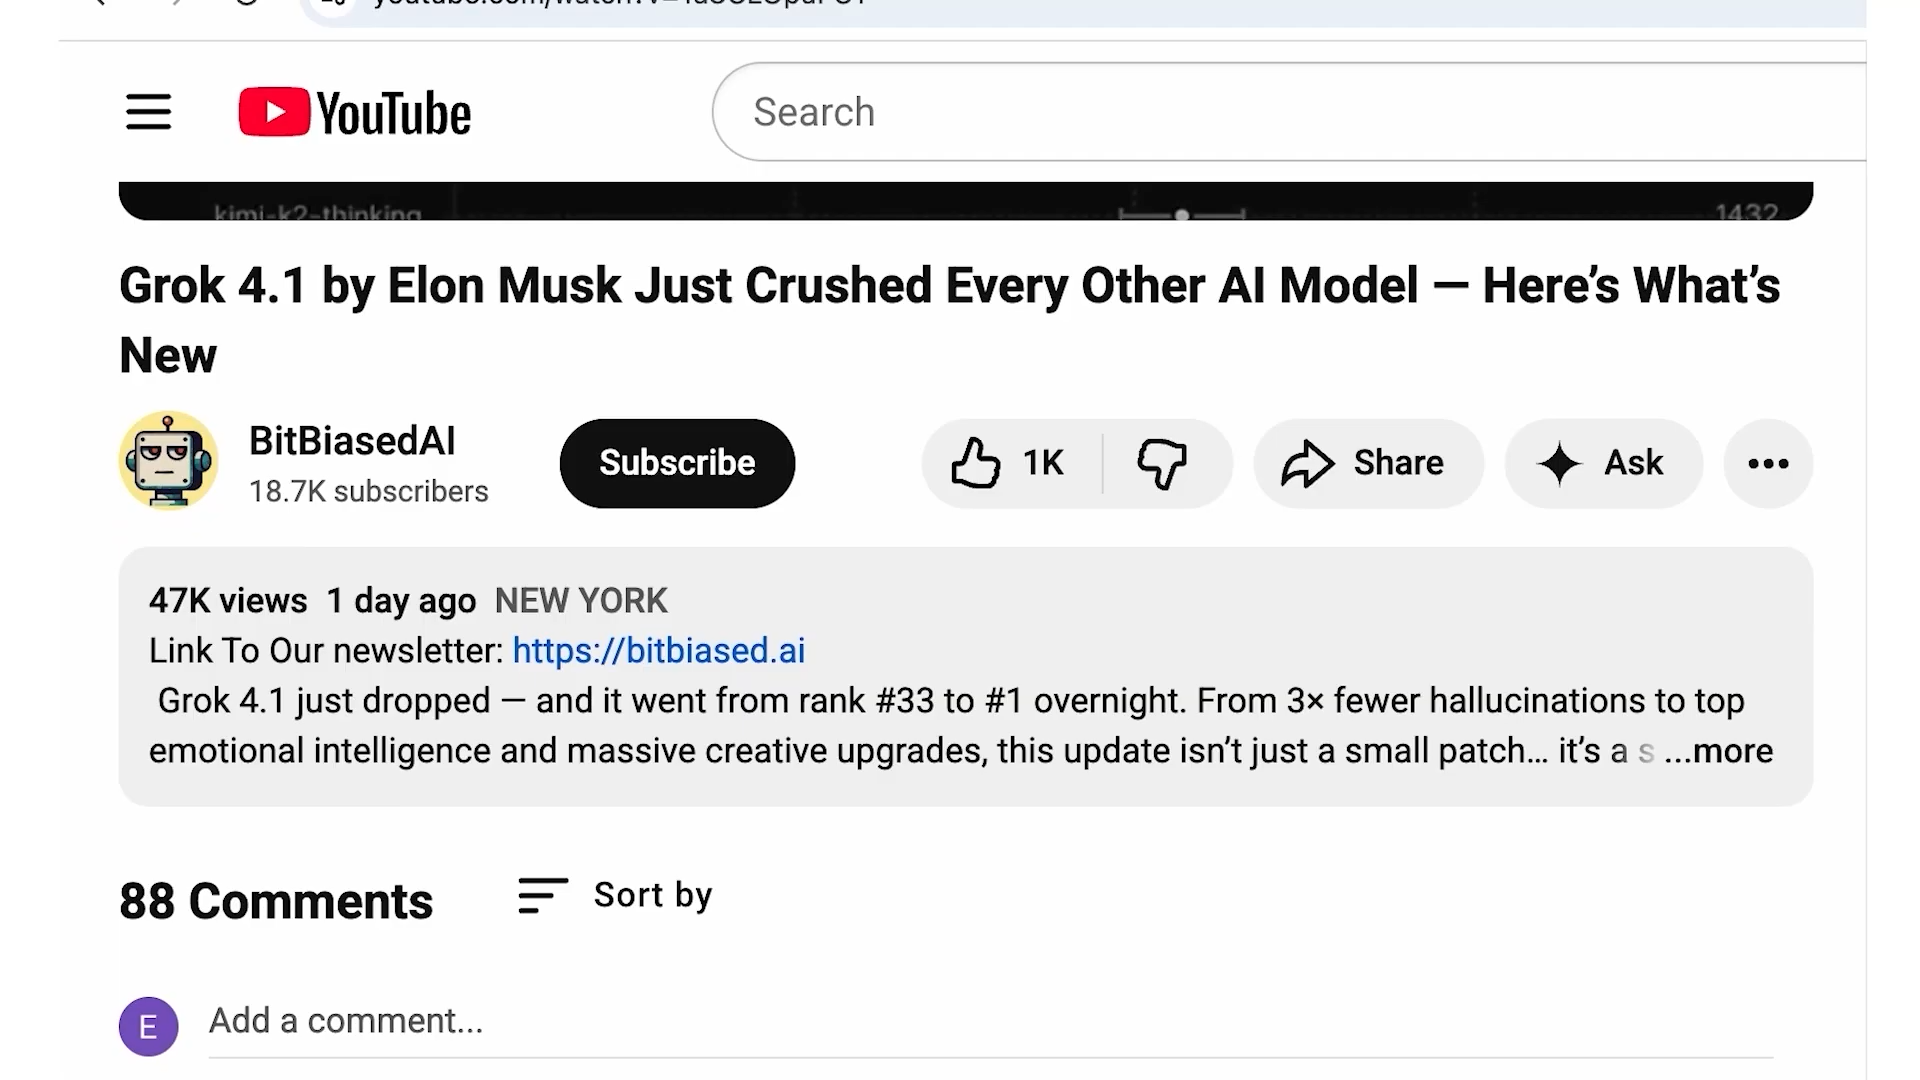 YouTube
Search
kimi-k2-thinking
1432
Grok 4.1 by Elon Musk Just Crushed Every Other AI Model — Here’s What’s
New
BitBiasedAI
18.7K subscribers
Subscribe
1K
Share
Ask
47K views 1 day ago NEW YORK
Link To Our newsletter: https://bitbiased.ai
Grok 4.1 just dropped — and it went from rank #33 to #1 overnight. From 3× fewer hallucinations to top
emotional intelligence and massive creative upgrades, this update isn’t just a small patch… it’s a s ...more
88 Comments
Sort by
E
Add a comment...